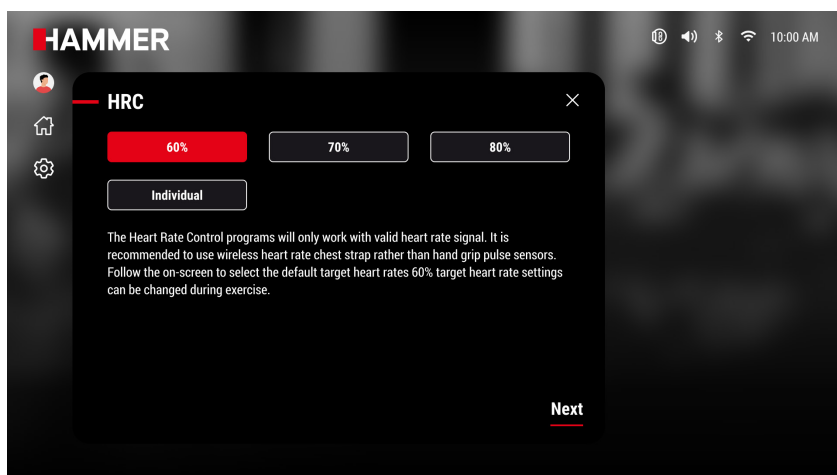 HAMMER
10:00 AM
HRC
60%
70%
80%
Individual
The Heart Rate Control programs will only work with valid heart rate signal. It is
recommended to use wireless heart rate chest strap rather than hand grip pulse sensors.
Follow the on-screen to select the default target heart rates 60% target heart rate settings
can be changed during exercise.
Next